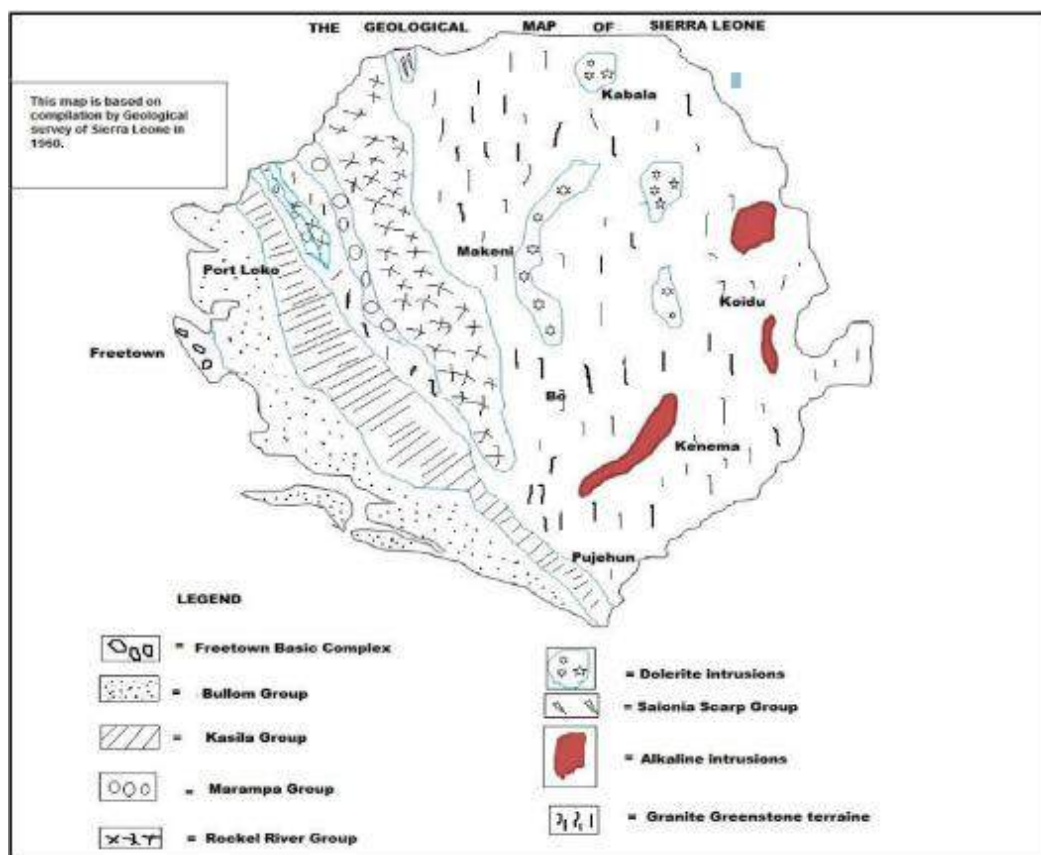 THE GEOLOGICAL MAP OF SIERRA LEONE
This map is based on
compilation by Geological
survey of Sierra Leone in
1960.
Kabala
Makeni
Port Loko
Koidu
Freetown
Bo
Kenema
Pujehun
LEGEND
= Freetown Basic Complex
= Bullom Group
= Kasila Group
= Marampa Group
= Rockel River Group
= Dolerite intrusions
= Saionia Scarp Group
= Alkaline intrusions
= Granite Greenstone terraine